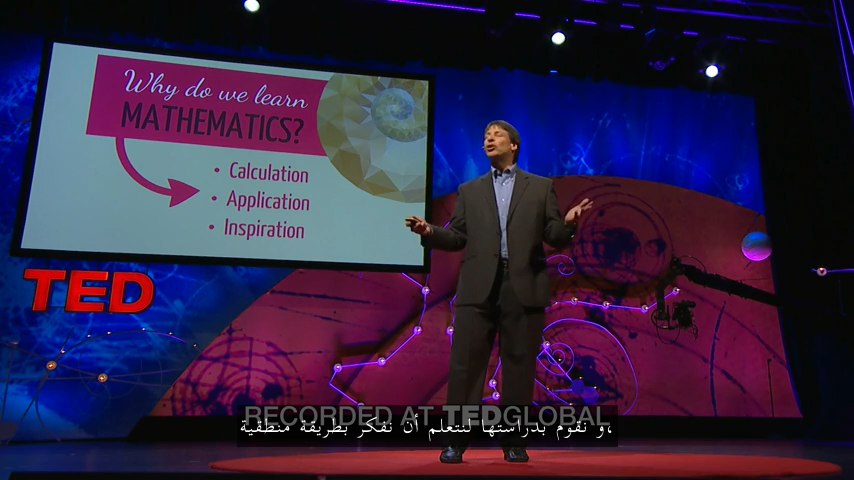 Why do we learn
MATHEMATICS?
• Calculation
• Application
• Inspiration
TED
RECORDED AT TEDGLOBAL
و نقوم بدراستها لنتعلم أن نفكر بطريقة منطقية،